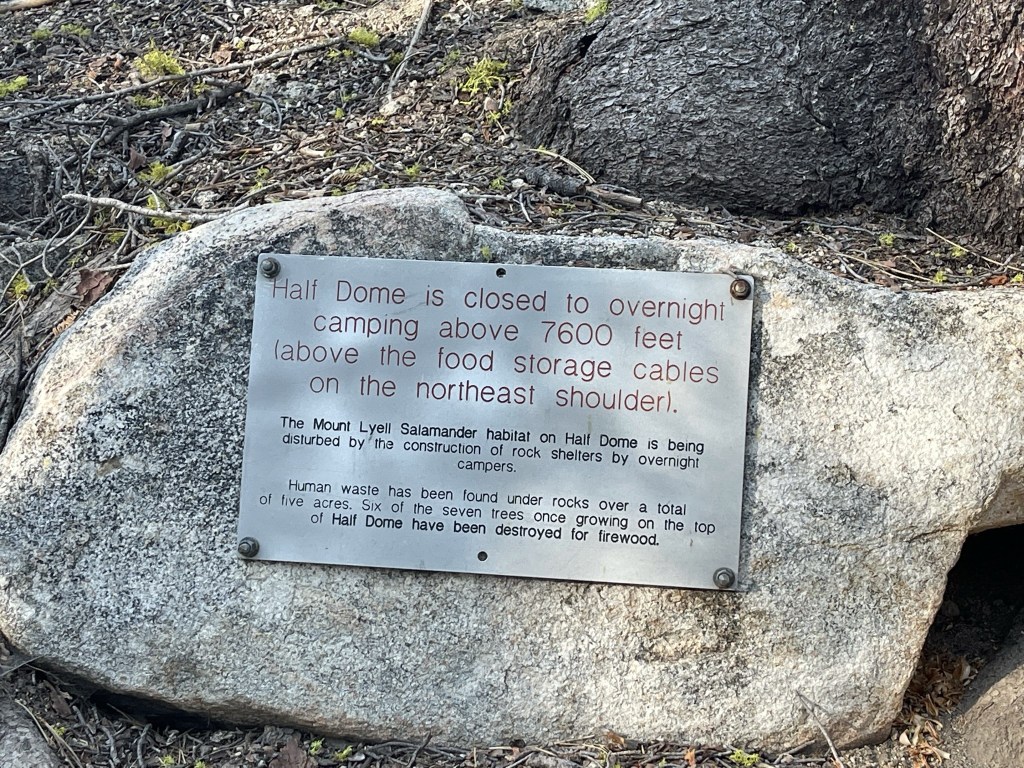 Half Dome is closed to overnight
camping above 7600 feet
(above the food storage cables
on the northeast shoulder).
The Mount Lyell Salamander habitat on Half Dome is being
disturbed by the construction of rock shelters by overnight
campers.
Human waste has been found under rocks over a total
of five acres. Six of the seven trees once growing on the top
of Half Dome have been destroyed for firewood.